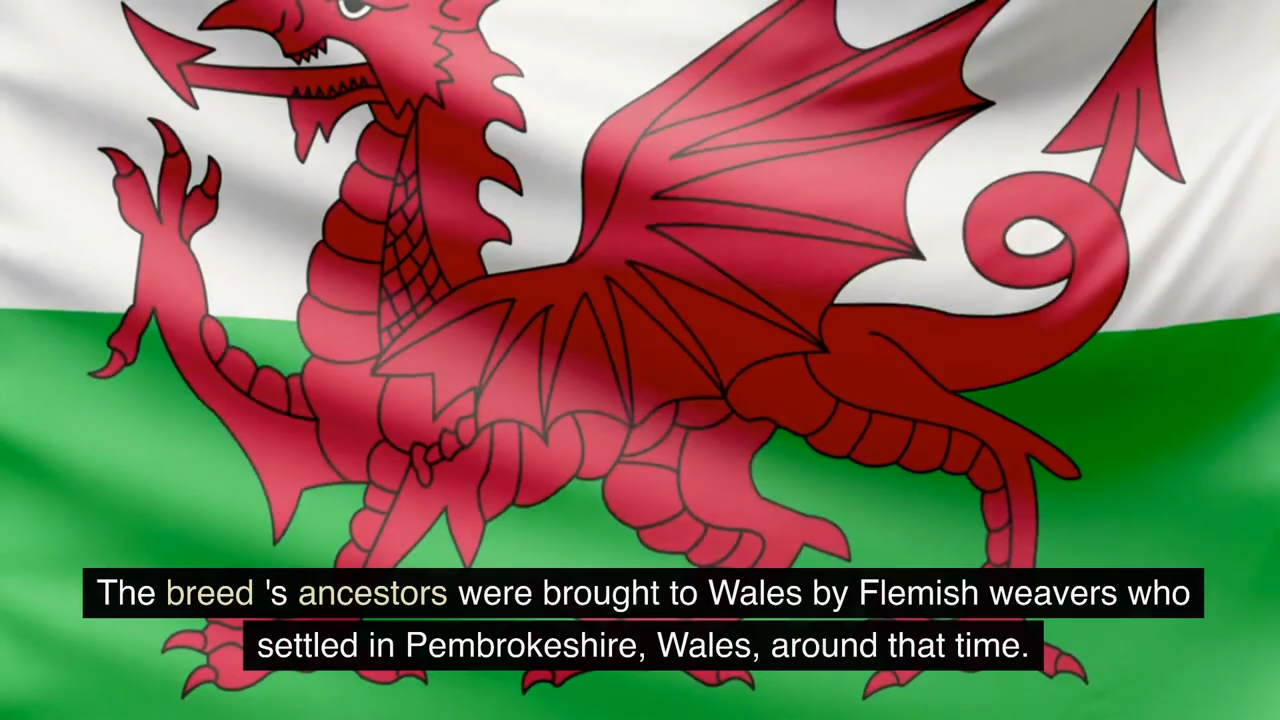 The breed 's ancestors were brought to Wales by Flemish weavers who
settled in Pembrokeshire, Wales, around that time.